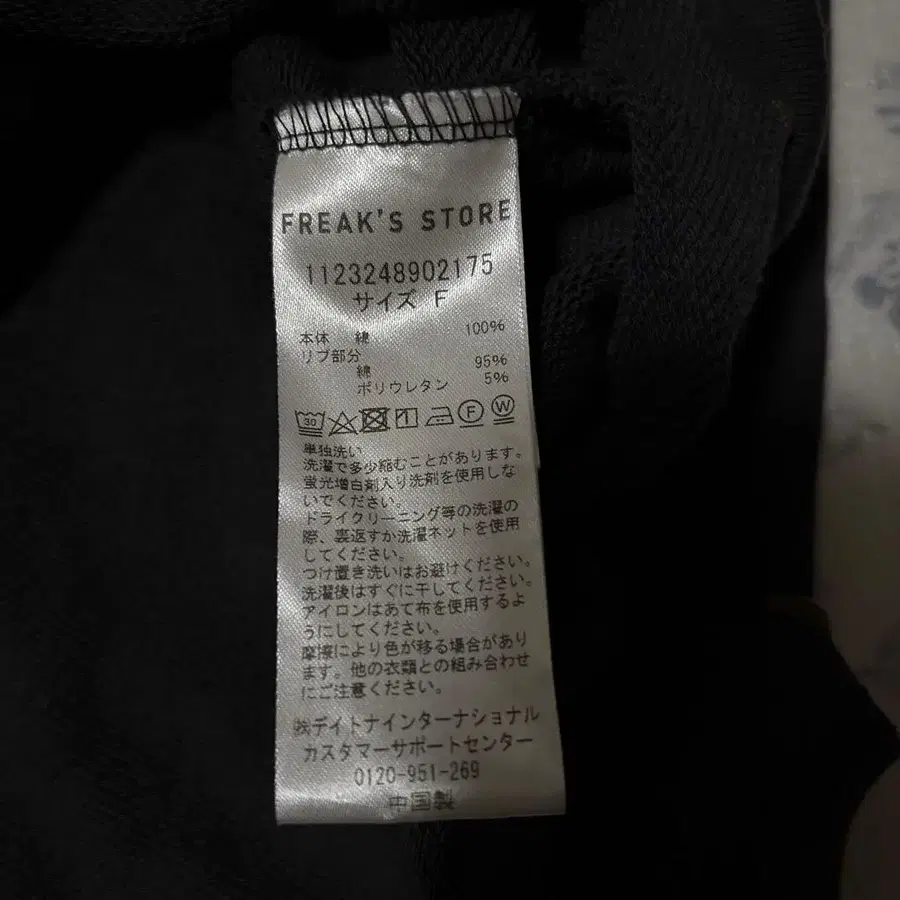 FREAK'S STORE
1123248902175
サイズ F
本体 綿 100%
リブ部分
綿 95%
ポリウレタン 5%
30 F W
単独洗い
洗濯で多少縮むことがあります。
蛍光増白剤入り洗剤を使用しな
いでください。
ドライクリーニング等の洗濯の
際、裏返すか洗濯ネットを使用
してください。
つけ置き洗いはお避けください。
洗濯後はすぐに干してください。
アイロンはあて布を使用するよ
うにしてください。
摩擦により色が移る場合があり
ます。他の衣類との組み合わせ
にご注意ください。
㈱デイトナインターナショナル
カスタマーサポートセンター
0120-951-269
中国製